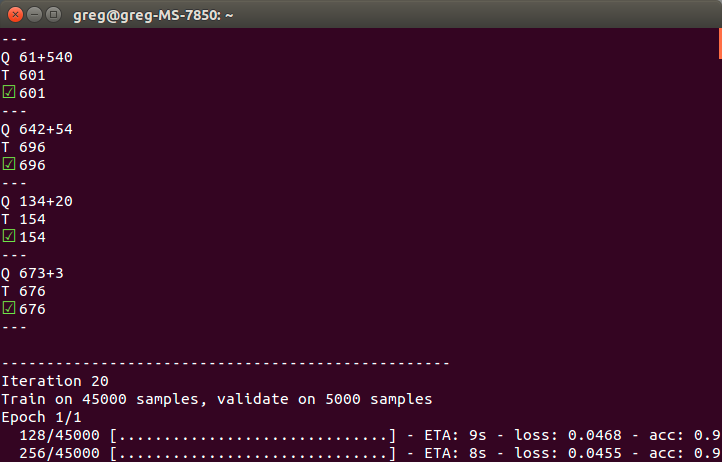 greg@greg-MS-7850: ~
---
Q 61+540
T 601
☑ 601
---
Q 642+54
T 696
☑ 696
---
Q 134+20
T 154
☑ 154
---
Q 673+3
T 676
☑ 676
---
--------------------------------------------------
Iteration 20
Train on 45000 samples, validate on 5000 samples
Epoch 1/1
128/45000 [..............................] - ETA: 9s - loss: 0.0468 - acc: 0.9
256/45000 [..............................] - ETA: 8s - loss: 0.0455 - acc: 0.9